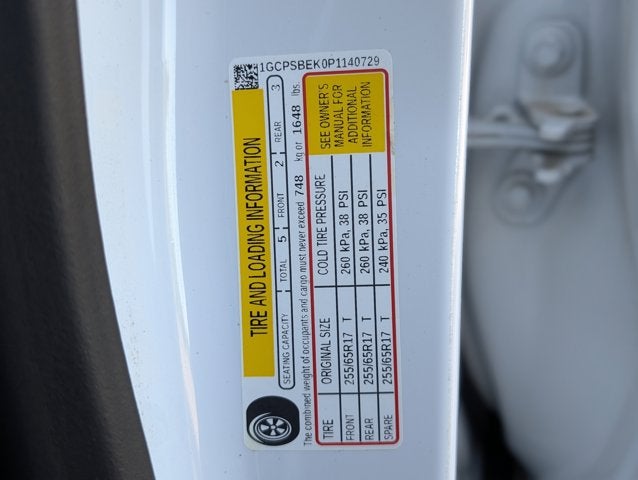 1GCPSBEK0P1140729
TIRE AND LOADING INFORMATION
SEATING CAPACITY TOTAL 5 FRONT 2 REAR 3
The combined weight of occupants and cargo must never exceed 748 kg or 1648 lbs.
TIRE ORIGINAL SIZE COLD TIRE PRESSURE
FRONT 255/65R17 T 260 kPa, 38 PSI
REAR 255/65R17 T 260 kPa, 38 PSI
SPARE 255/65R17 T 240 kPa, 35 PSI
SEE OWNER'S
MANUAL FOR
ADDITIONAL
INFORMATION